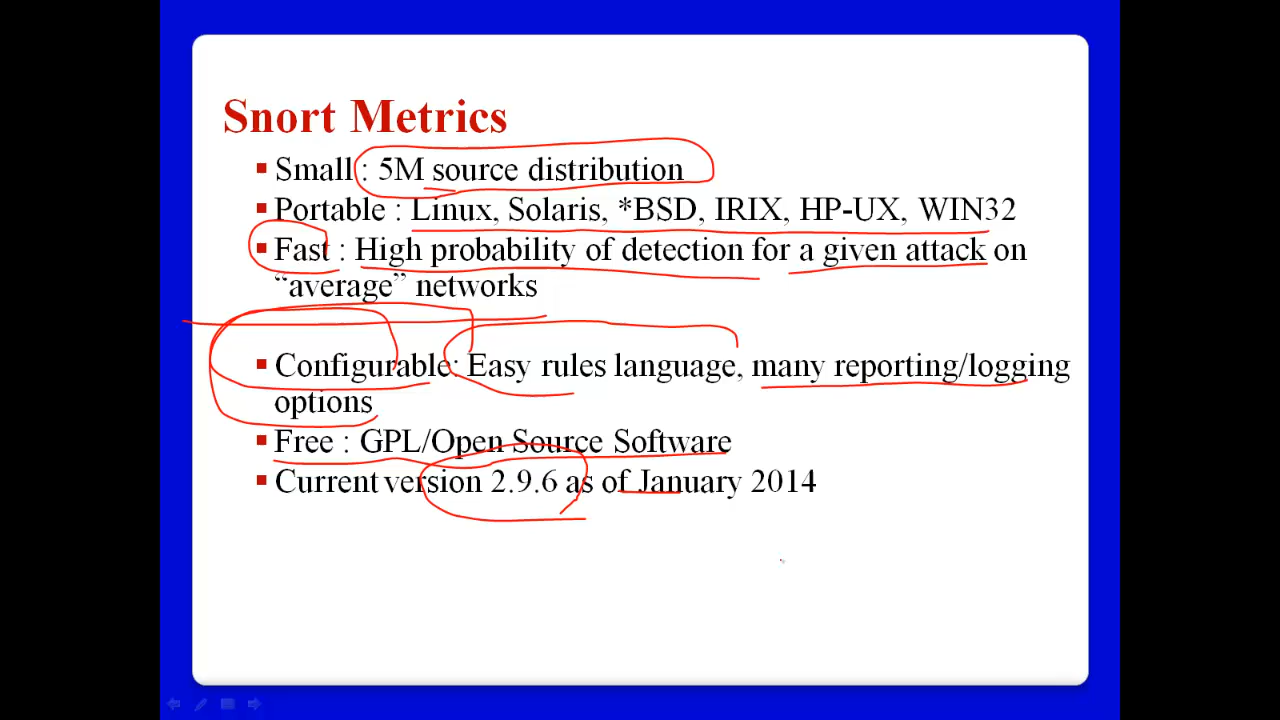 Snort Metrics
▪ Small : 5M source distribution
▪ Portable : Linux, Solaris, *BSD, IRIX, HP-UX, WIN32
▪ Fast : High probability of detection for a given attack on
“average” networks
▪ Configurable: Easy rules language, many reporting/logging
options
▪ Free : GPL/Open Source Software
▪ Current version 2.9.6 as of January 2014